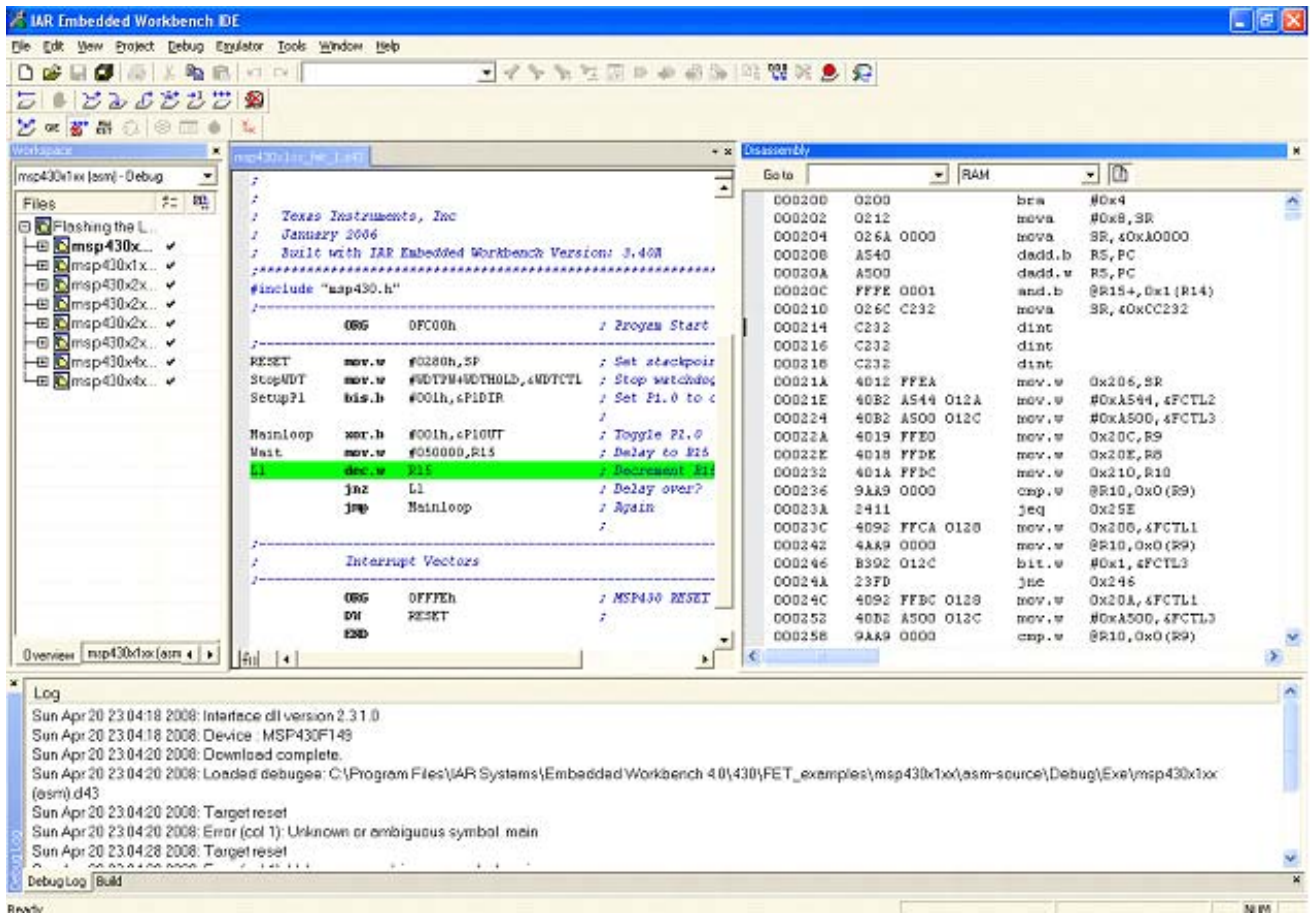 IAR Embedded Workbench IDE
File Edit View Project Debug Emulator Tools Window Help
Workspace
msp430x1xx (asm) - Debug
Files
Flashing the L...
msp430x...
msp430x1x...
msp430x2x...
msp430x2x...
msp430x2x...
msp430x2x...
msp430x4x...
msp430x4x...
Overview msp430x1xx (asm
;
;
; Texas Instruments, Inc
; January 2006
; Built with IAR Embedded Workbench Version: 3.40A
;************************************************************
#include "msp430.h"
;------------------------------------------------------------
ORG 0FC00h ; Progam Start
;------------------------------------------------------------
RESET mov.w #0280h,SP ; Set stackpoin
StopWDT mov.w #WDTPW+WDTHOLD,&WDTCTL ; Stop watchdog
SetupP1 bis.b #001h,&P1DIR ; Set P1.0 to o
;
Mainloop xor.b #001h,&P1OUT ; Toggle P1.0
Wait mov.w #050000,R15 ; Delay to R15
L1 dec.w R15 ; Decrement R15
jnz L1 ; Delay over?
jmp Mainloop ; Again
;
;------------------------------------------------------------
; Interrupt Vectors
;------------------------------------------------------------
ORG 0FFFEh ; MSP430 RESET
DW RESET ;
END
Disassembly
Go to RAM
000200 0200 bra #0x4
000202 0212 mova #0x8,SR
000204 026A 0000 mova SR,&0xA0000
000208 A540 dadd.b R5,PC
00020A A500 dadd.w R5,PC
00020C FFFE 0001 and.b @R15+,0x1(R14)
000210 026C C232 mova SR,&0xCC232
000214 C232 dint
000216 C232 dint
000218 C232 dint
00021A 4012 FFEA mov.w 0x206,SR
00021E 40B2 A544 012A mov.w #0xA544,&FCTL2
000224 40B2 A500 012C mov.w #0xA500,&FCTL3
00022A 4019 FFE0 mov.w 0x20C,R9
00022E 4018 FFDE mov.w 0x20E,R8
000232 401A FFDC mov.w 0x210,R10
000236 9AA9 0000 cmp.w @R10,0x0(R9)
00023A 2411 jeq 0x25E
00023C 4092 FFCA 0128 mov.w 0x208,&FCTL1
000242 4AA9 0000 mov.w @R10,0x0(R9)
000246 B392 012C bit.w #0x1,&FCTL3
00024A 23FD jne 0x246
00024C 4092 FFBC 0128 mov.w 0x20A,&FCTL1
000252 40B2 A500 012C mov.w #0xA500,&FCTL3
000258 9AA9 0000 cmp.w @R10,0x0(R9)
Log
Sun Apr 20 23:04:18 2008: Interface dll version 2.3.1.0
Sun Apr 20 23:04:18 2008: Device : MSP430F149
Sun Apr 20 23:04:20 2008: Download complete.
Sun Apr 20 23:04:20 2008: Loaded debugee: C:\Program Files\IAR Systems\Embedded Workbench 4.0\430\FET_examples\msp430x1xx\asm-source\Debug\Exe\msp430x1xx
(asm).d43
Sun Apr 20 23:04:20 2008: Target reset
Sun Apr 20 23:04:20 2008: Error (col 1): Unknown or ambiguous symbol. main
Sun Apr 20 23:04:28 2008: Target reset
Debug Log
Debug Log Build
Ready NUM